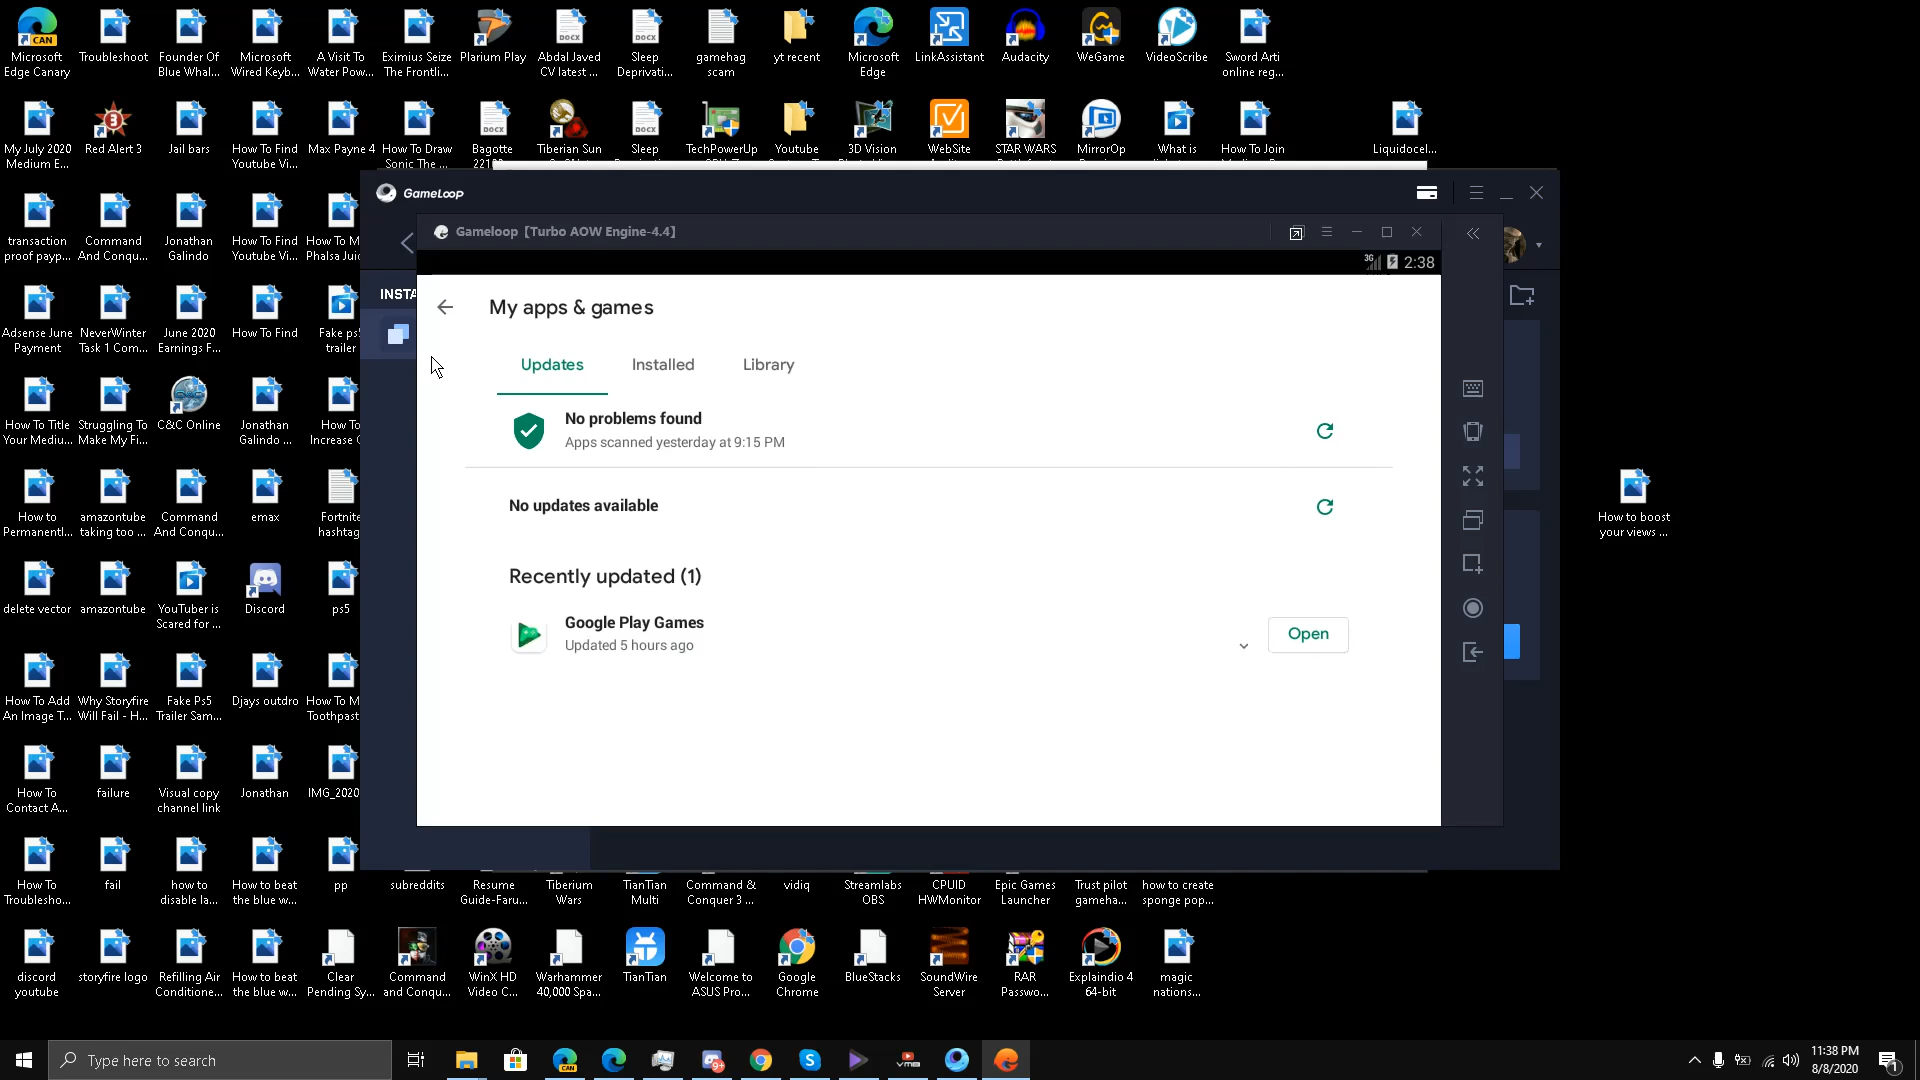 Microsoft
Edge Canary
Troubleshoot
Founder Of
Blue Whal...
Microsoft
Wired Keyb...
A Visit To
Water Pow...
Eximius Seize
The Frontli...
Plarium Play
Abdal Javed
CV latest ...
Sleep
Deprivati...
gamehag
scam
yt recent
Microsoft
Edge
LinkAssistant
Audacity
WeGame
VideoScribe
Sword Arti
online reg...
My July 2020
Medium E...
Red Alert 3
Jail bars
How To Find
Youtube Vi...
Max Payne 4
How To Draw
Sonic The ...
Bagotte
Tiberian Sun
Sleep
TechPowerUp
Youtube
3D Vision
WebSite
STAR WARS
MirrorOp
What is
How To Join
Liquidocel...
GameLoop
Gameloop [Turbo AOW Engine-4.4]
3G
2:38
transaction
proof payp...
Command
And Conqu...
Jonathan
Galindo
How To Find
Youtube Vi...
How To M
Phalsa Juic
INSTA
My apps & games
Updates
Installed
Library
No problems found
Apps scanned yesterday at 9:15 PM
No updates available
Recently updated (1)
Google Play Games
Updated 5 hours ago
Open
Adsense June
Payment
NeverWinter
Task 1 Com...
June 2020
Earnings F...
How To Find
Fake ps5
trailer
How To Title
Your Mediu...
Struggling To
Make My Fi...
C&C Online
Jonathan
Galindo ...
How To
Increase
How to
Permanentl...
amazontube
taking too ...
Command
And Conqu...
emax
Fortnite
hashtag
How to boost
your views ...
delete vector
amazontube
YouTuber is
Scared for ...
Discord
ps5
How To Add
An Image T...
Why Storyfire
Will Fail - H...
Fake Ps5
Trailer Sam...
Djays outdro
How To M
Toothpast
How To
Contact A...
failure
Visual copy
channel link
Jonathan
IMG_2020
How To
Troublesho...
fail
how to
disable la...
How to beat
the blue w...
pp
subreddits
Resume
Guide-Faru...
Tiberium
Wars
TianTian
Multi
Command &
Conquer 3 ...
vidiq
Streamlabs
OBS
CPUID
HWMonitor
Epic Games
Launcher
Trust pilot
gameha...
how to create
sponge pop...
discord
youtube
storyfire logo
Refilling Air
Conditione...
How to beat
the blue w...
Clear
Pending Sy...
Command
and Conqu...
WinX HD
Video C...
Warhammer
40,000 Spa...
TianTian
Welcome to
ASUS Pro...
Google
Chrome
BlueStacks
SoundWire
Server
RAR
Passwo...
Explaindio 4
64-bit
magic
nations...
Type here to search
11:38 PM
8/8/2020